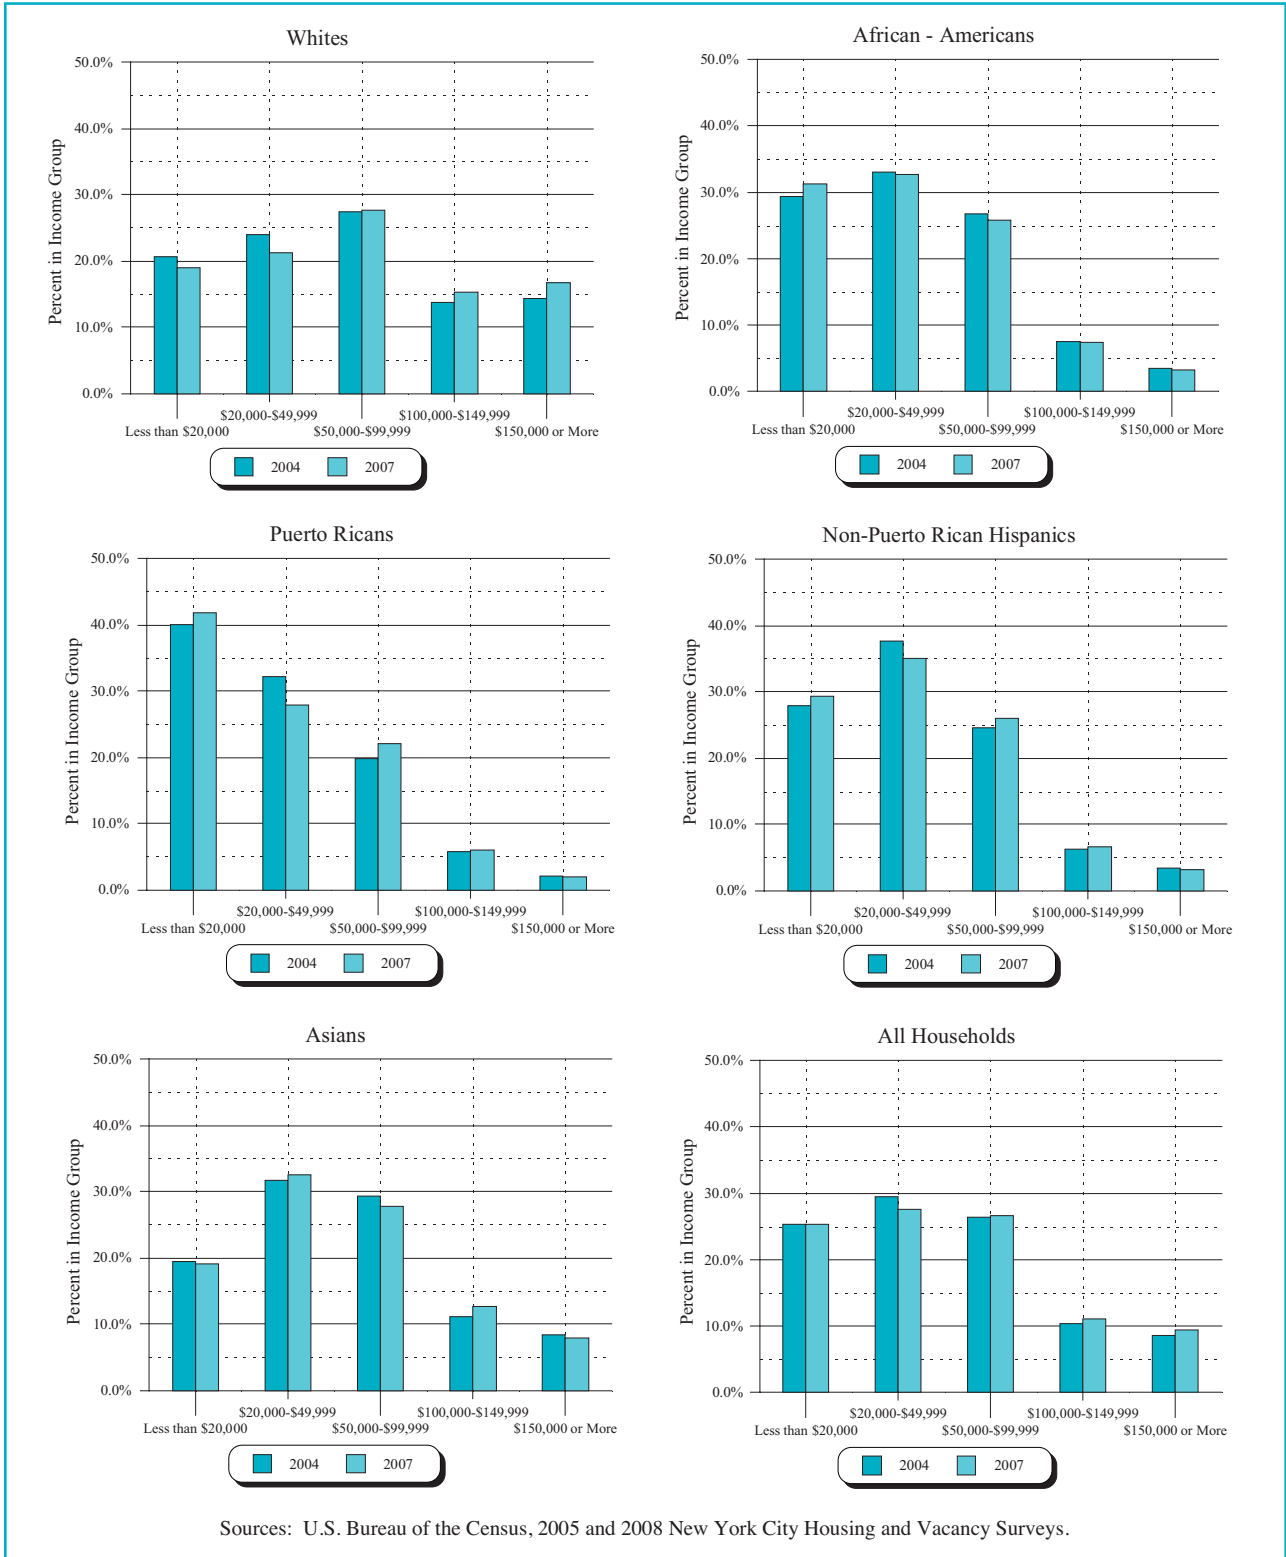 Whites
Percent in Income Group
50.0%
40.0%
30.0%
20.0%
10.0%
0.0%
$20,000-$49,999 $100,000-$149,999
Less than $20,000 $50,000-$99,999 $150,000 or More
2004 2007
African - Americans
Percent in Income Group
50.0%
40.0%
30.0%
20.0%
10.0%
0.0%
$20,000-$49,999 $100,000-$149,999
Less than $20,000 $50,000-$99,999 $150,000 or More
2004 2007
Puerto Ricans
Percent in Income Group
50.0%
40.0%
30.0%
20.0%
10.0%
0.0%
$20,000-$49,999 $100,000-$149,999
Less than $20,000 $50,000-$99,999 $150,000 or More
2004 2007
Non-Puerto Rican Hispanics
Percent in Income Group
50.0%
40.0%
30.0%
20.0%
10.0%
0.0%
$20,000-$49,999 $100,000-$149,999
Less than $20,000 $50,000-$99,999 $150,000 or More
2004 2007
Asians
Percent in Income Group
50.0%
40.0%
30.0%
20.0%
10.0%
0.0%
$20,000-$49,999 $100,000-$149,999
Less than $20,000 $50,000-$99,999 $150,000 or More
2004 2007
All Households
Percent in Income Group
50.0%
40.0%
30.0%
20.0%
10.0%
0.0%
$20,000-$49,999 $100,000-$149,999
Less than $20,000 $50,000-$99,999 $150,000 or More
2004 2007
Sources: U.S. Bureau of the Census, 2005 and 2008 New York City Housing and Vacancy Surveys.